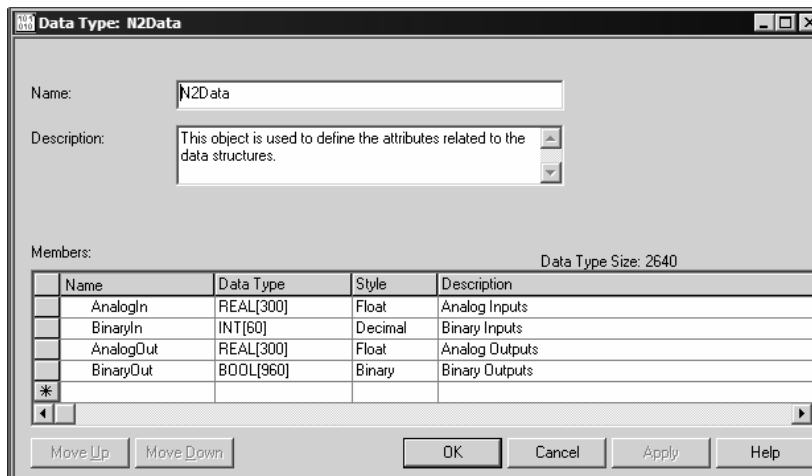 101
010
Data Type: N2Data
Name:
N2Data
Description:
This object is used to define the attributes related to the
data structures.
Members:
Data Type Size: 2640
Name Data Type Style Description
AnalogIn REAL[300] Float Analog Inputs
BinaryIn INT[60] Decimal Binary Inputs
AnalogOut REAL[300] Float Analog Outputs
BinaryOut BOOL[960] Binary Binary Outputs
Move Up Move Down OK Cancel Apply Help